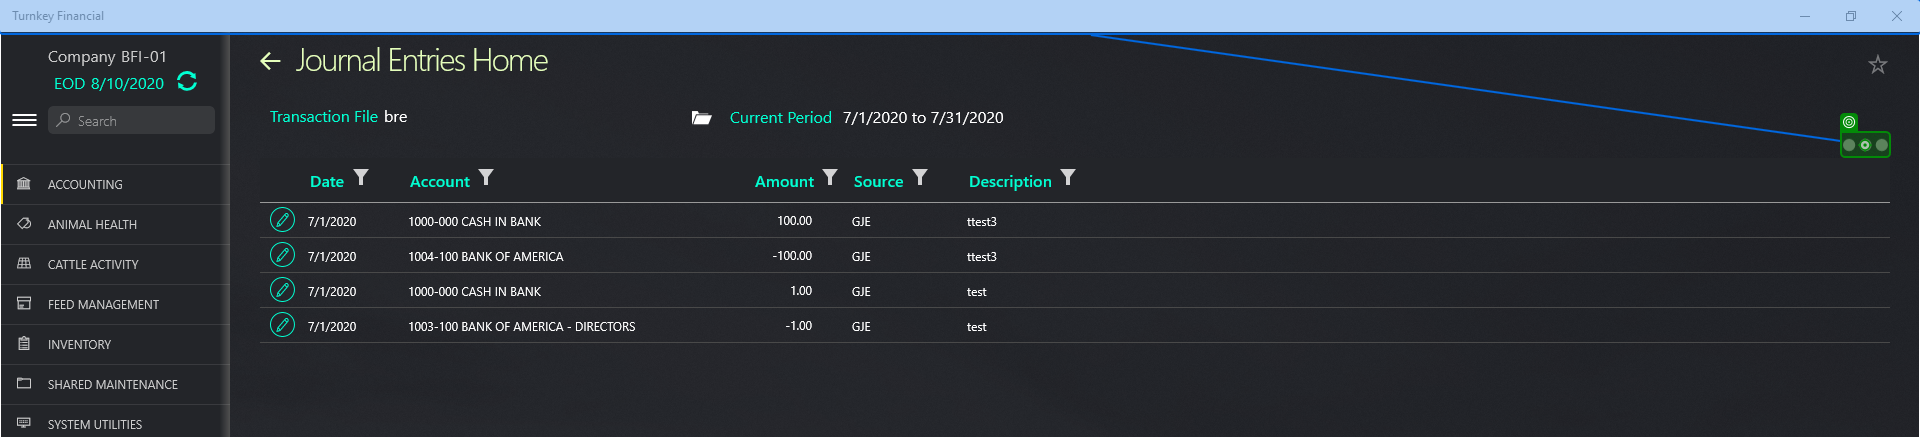 Turnkey Financial
Company BFI-01
EOD 8/10/2020
Search
ACCOUNTING
ANIMAL HEALTH
CATTLE ACTIVITY
FEED MANAGEMENT
INVENTORY
SHARED MAINTENANCE
SYSTEM UTILITIES
Journal Entries Home
Transaction File bre
Current Period 7/1/2020 to 7/31/2020
Date Account Amount Source Description
7/1/2020 1000-000 CASH IN BANK 100.00 GJE ttest3
7/1/2020 1004-100 BANK OF AMERICA -100.00 GJE ttest3
7/1/2020 1000-000 CASH IN BANK 1.00 GJE test
7/1/2020 1003-100 BANK OF AMERICA - DIRECTORS -1.00 GJE test